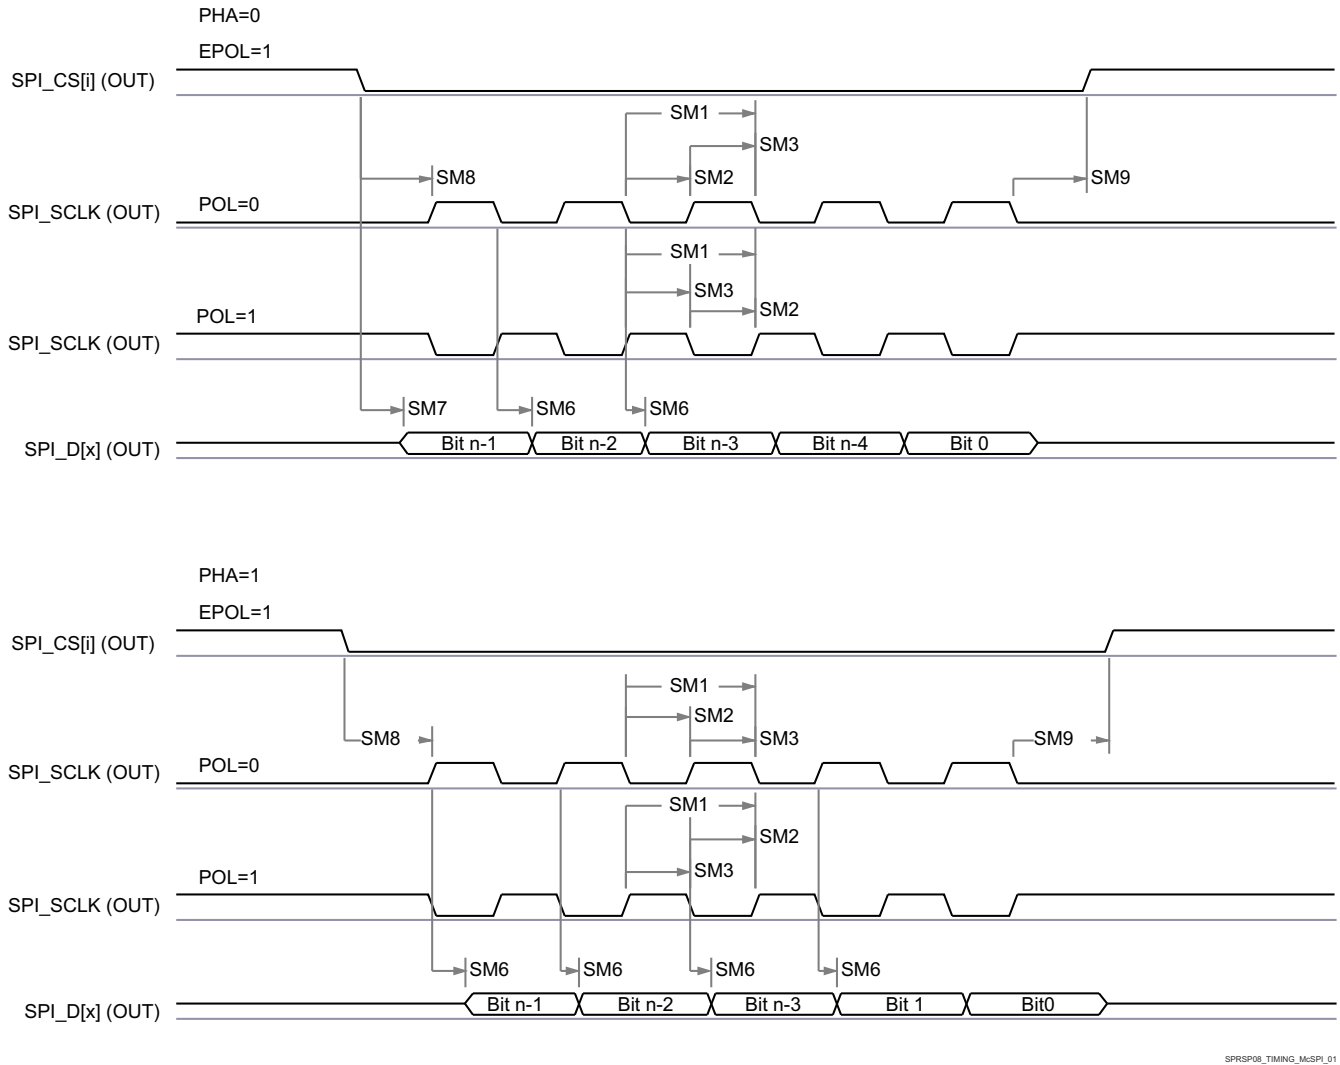 PHA=0
EPOL=1
SPI_CS[i] (OUT)
SM1
SM3
SM8
SM2
SM9
POL=0
SPI_SCLK (OUT)
SM1
SM3
SM2
POL=1
SPI_SCLK (OUT)
SM7
SM6
SM6
SPI_D[x] (OUT)
Bit n-1
Bit n-2
Bit n-3
Bit n-4
Bit 0
PHA=1
EPOL=1
SPI_CS[i] (OUT)
SM1
SM2
SM8
SM3
SM9
POL=0
SPI_SCLK (OUT)
SM1
SM2
SM3
POL=1
SPI_SCLK (OUT)
SM6
SM6
SM6
SM6
SPI_D[x] (OUT)
Bit n-1
Bit n-2
Bit n-3
Bit 1
Bit0
SPRSP08_TIMING_McSPI_01